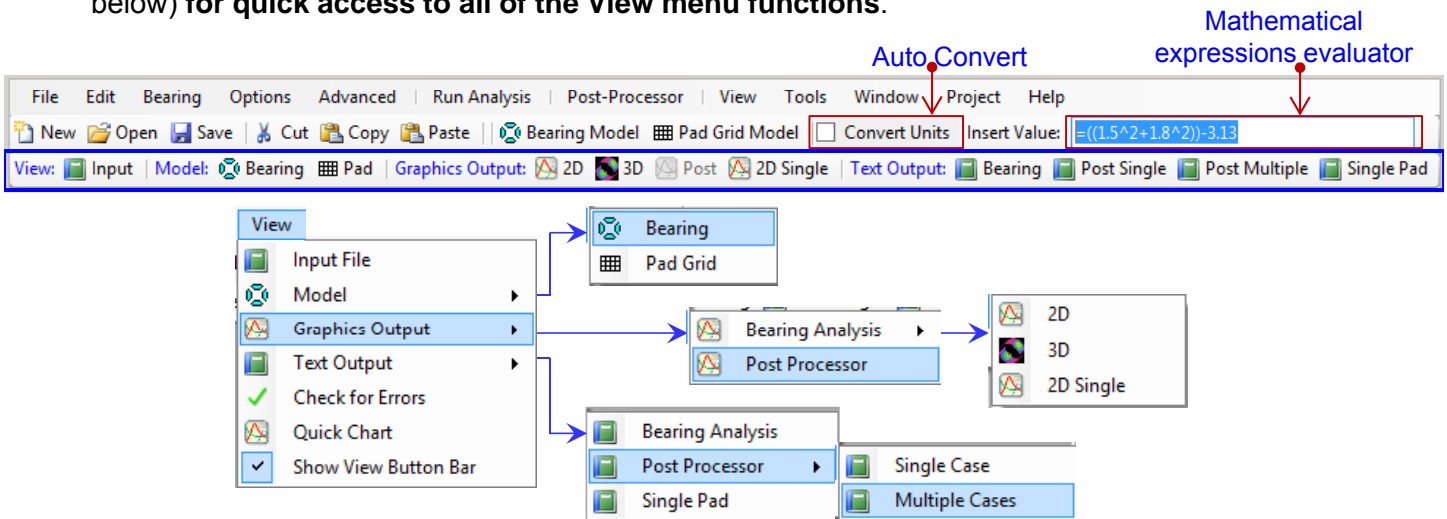 below) for quick access to all of the View menu functions.
Mathematical
expressions evaluator
Auto Convert
File Edit Bearing Options Advanced | Run Analysis | Post-Processor | View Tools Window Project Help
New Open Save Cut Copy Paste Bearing Model Pad Grid Model Convert Units Insert Value: =((1.5^2+1.8^2))-3.13
View: Input | Model: Bearing Pad | Graphics Output: 2D 3D Post 2D Single | Text Output: Bearing Post Single Post Multiple Single Pad
View
Input File
Model
Graphics Output
Text Output
Check for Errors
Quick Chart
Show View Button Bar
Bearing
Pad Grid
Bearing Analysis
Post Processor
2D
3D
2D Single
Bearing Analysis
Post Processor
Single Pad
Single Case
Multiple Cases